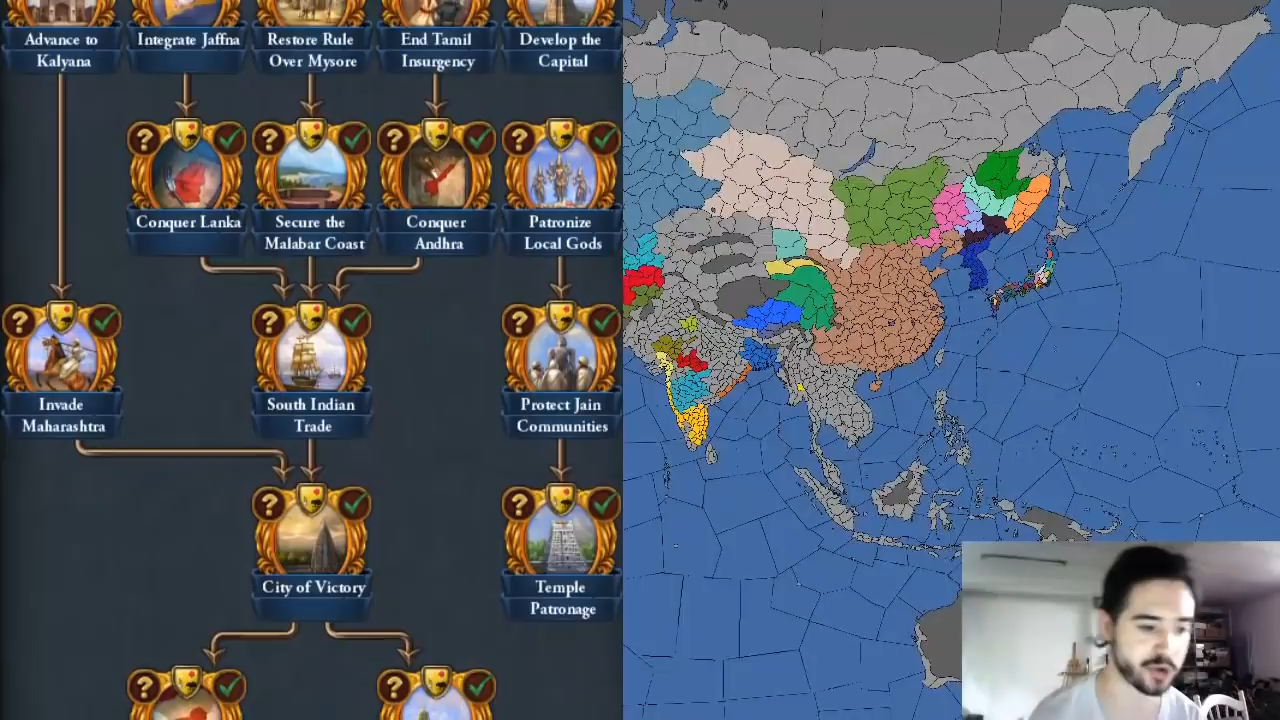 Advance to
Kalyana
Integrate Jaffna
Restore Rule
Over Mysore
End Tamil
Insurgency
Develop the
Capital
Conquer Lanka
Secure the
Malabar Coast
Conquer
Andhra
Patronize
Local Gods
Invade
Maharashtra
South Indian
Trade
Protect Jain
Communities
City of Victory
Temple
Patronage